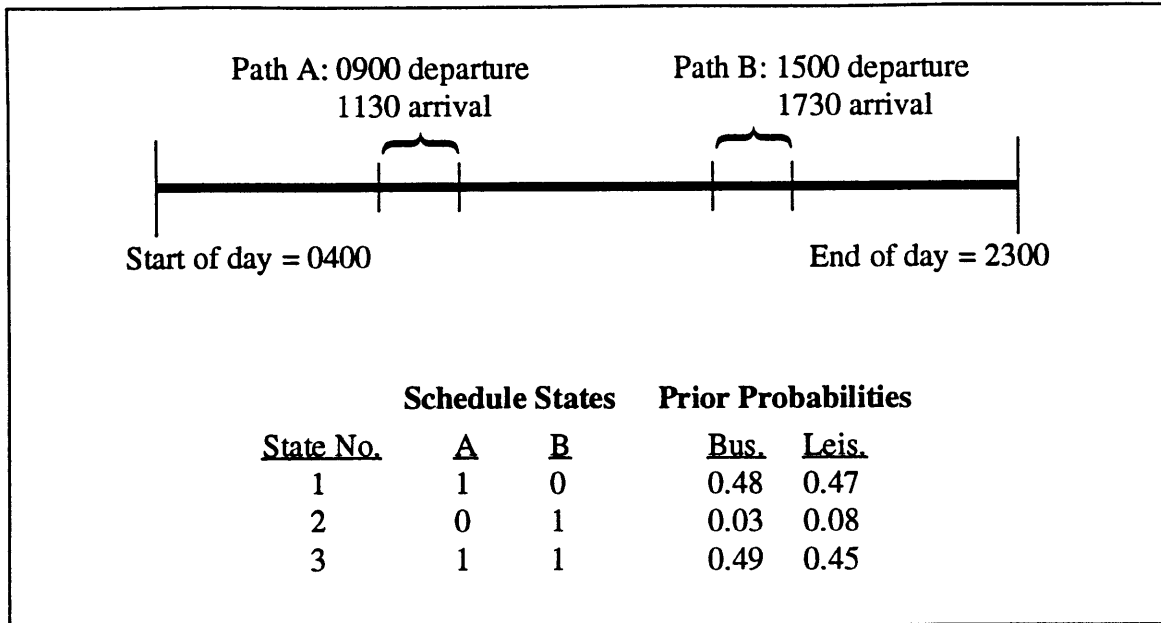 Path A: 0900 departure Path B: 1500 departure
1130 arrival 1730 arrival
Start of day = 0400 End of day = 2300
Schedule States Prior Probabilities
State No. A B Bus. Leis.
1 1 0 0.48 0.47
2 0 1 0.03 0.08
3 1 1 0.49 0.45